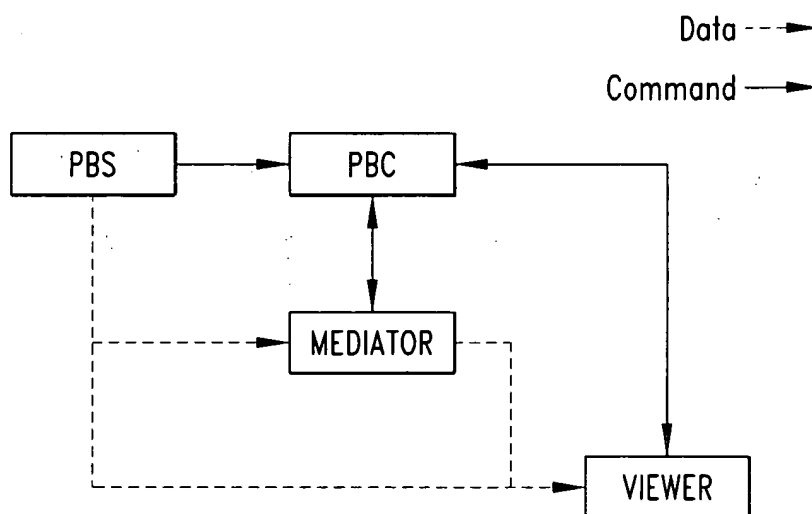 Data
Command
PBS
PBC
MEDIATOR
VIEWER